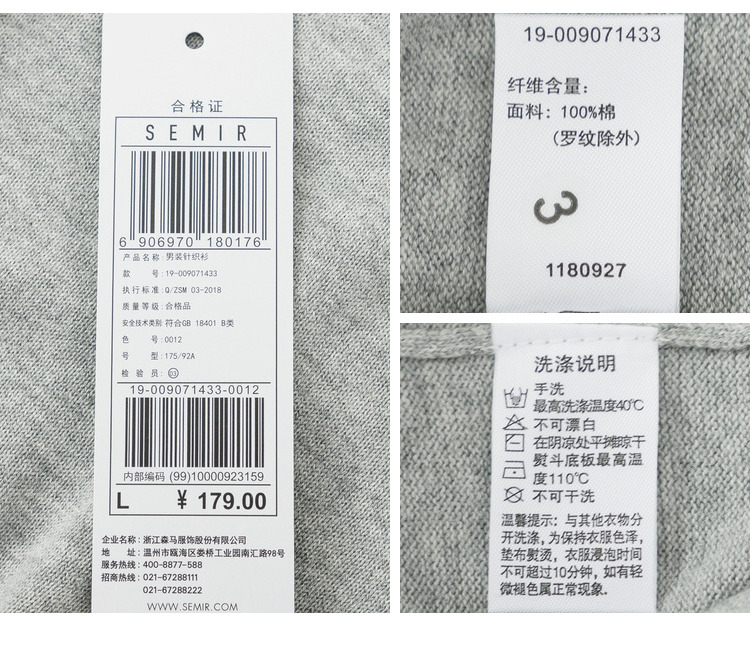 合格证
SEMIR
6 906970 180176
产品名称:男装针织衫
款 号:19-009071433
执行标准:Q/ZSM 03-2018
质量等级:合格品
安全技术类别:符合GB 18401 B类
色 号:0012
号 型:175/92A
检 验 员:03
19-009071433-0012
内部编码 (99)10000923159
L ¥ 179.00
企业名称:浙江森马服饰股份有限公司
地 址:温州市瓯海区娄桥工业园南汇路98号
服务热线:400-8877-588
招商热线:021-67288111
021-67288222
WWW.SEMIR.COM
19-009071433
纤维含量:
面料: 100%棉
(罗纹除外)
3
1180927
洗涤说明
手洗
最高洗涤温度40℃
不可漂白
在阴凉处平摊晾干
熨斗底板最高温
度110℃
不可干洗
温馨提示:与其他衣物分
开洗涤,为保持衣服色泽,
垫布熨烫,衣服浸泡时间
不可超过10分钟,如有轻
微褪色属正常现象.